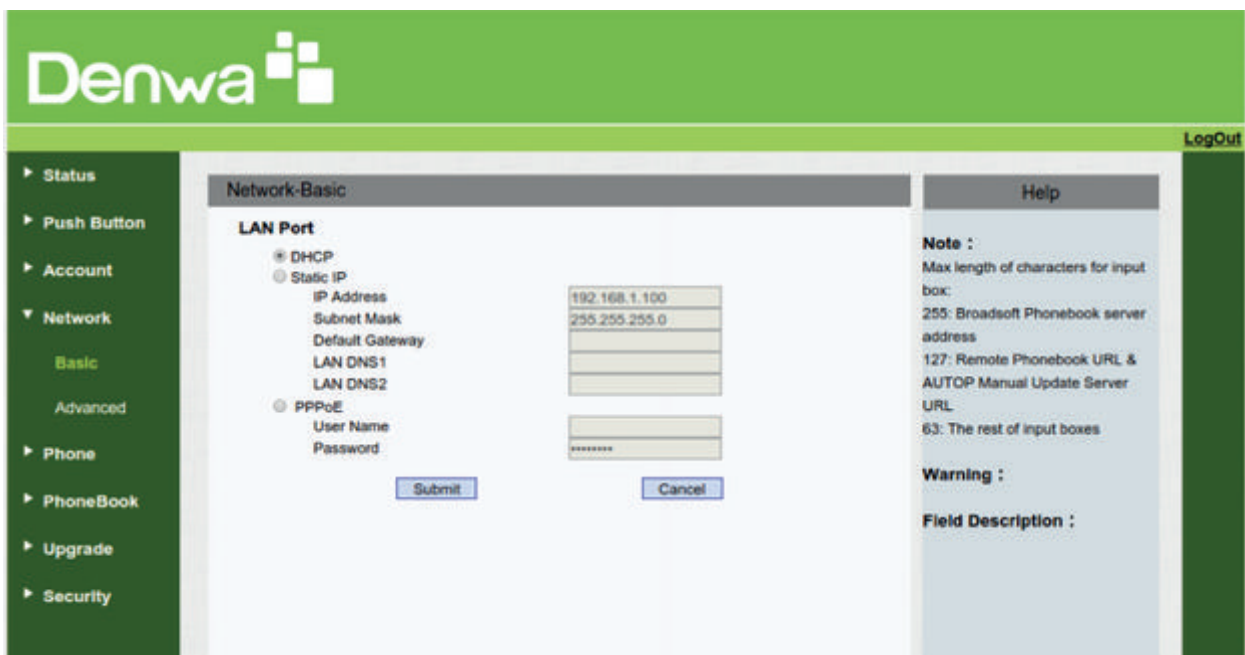 Denwa
LogOut
Status
Push Button
Account
Network
Basic
Advanced
Phone
PhoneBook
Upgrade
Security
Network-Basic
LAN Port
DHCP
Static IP
IP Address 192.168.1.100
Subnet Mask 255.255.255.0
Default Gateway
LAN DNS1
LAN DNS2
PPPoE
User Name
Password ••••••••
Submit Cancel
Help
Note :
Max length of characters for input
box:
255: Broadsoft Phonebook server
address
127: Remote Phonebook URL &
AUTOP Manual Update Server
URL
63: The rest of input boxes
Warning :
Field Description :